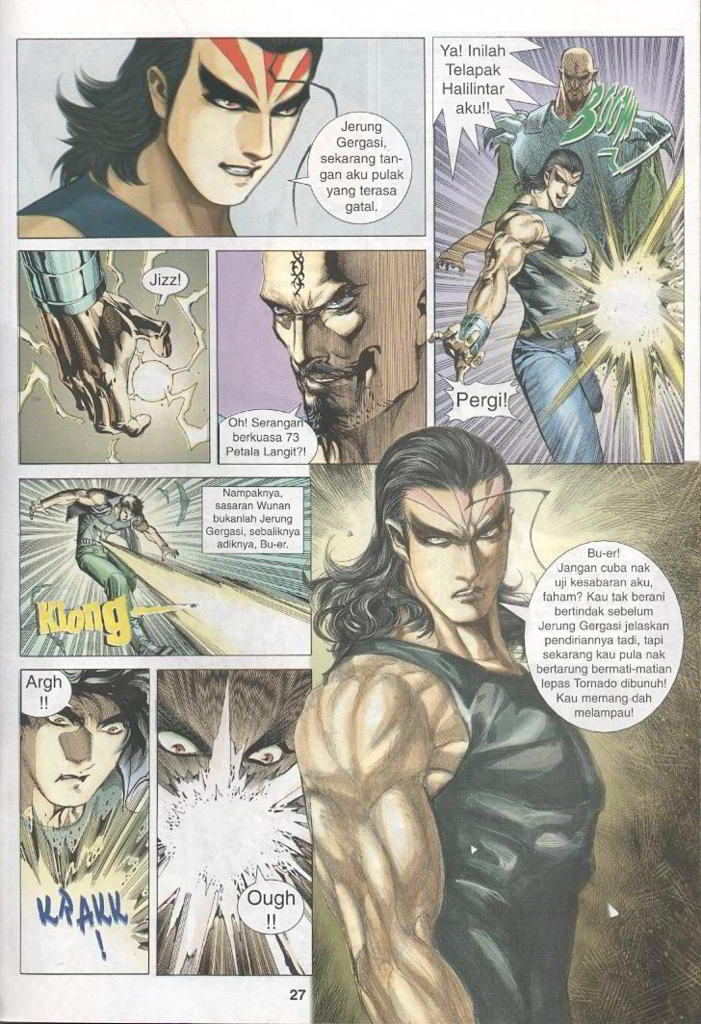 Jerung
Gergasi,
sekarang tan-
gan aku pulak
yang terasa
gatal.
Ya! Inilah
Telapak
Halilintar
aku!!
BOOM
Jizz!
Oh! Serangan
berkuasa 73
Petala Langit?!
Pergi!
Nampaknya,
sasaran Wunan
bukanlah Jerung
Gergasi, sebaliknya
adiknya, Bu-er.
Klong
Bu-er!
Jangan cuba nak
uji kesabaran aku,
faham? Kau tak berani
bertindak sebelum
Jerung Gergasi jelaskan
pendiriannya tadi, tapi
sekarang kau pula nak
bertarung bermati-matian
lepas Tornado dibunuh!
Kau memang dah
melampau!
Argh
!!
KRAKK
!
Ough
!!
27